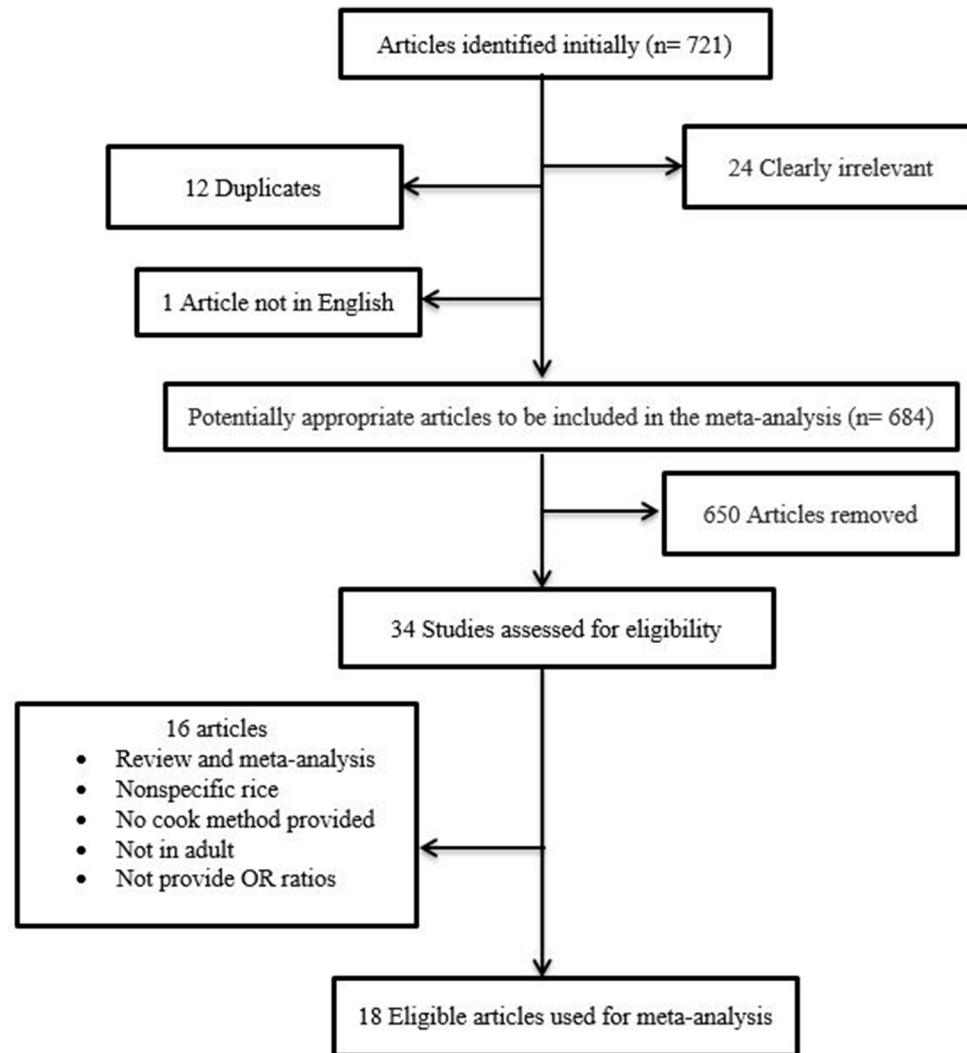 Articles identified initially (n= 721)
24 Clearly irrelevant
12 Duplicates
1 Article not in English
Potentially appropriate articles to be included in the meta-analysis (n= 684)
650 Articles removed
34 Studies assessed for eligibility
16 articles
• Review and meta-analysis
• Nonspecific rice
• No cook method provided
• Not in adult
• Not provide OR ratios
18 Eligible articles used for meta-analysis